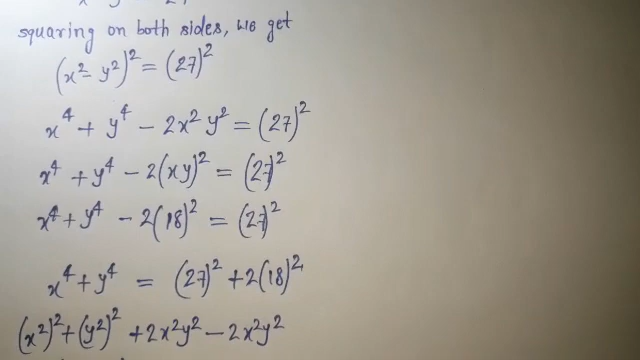 squaring on both sides, we get
(x² - y²)² = (27)²
x⁴ + y⁴ - 2x² y² = (27)²
x⁴ + y⁴ - 2(xy)² = (27)²
x⁴ + y⁴ - 2(18)² = (27)²
x⁴ + y⁴ = (27)² + 2(18)²
(x²)² + (y²)² + 2x²y² - 2x²y²